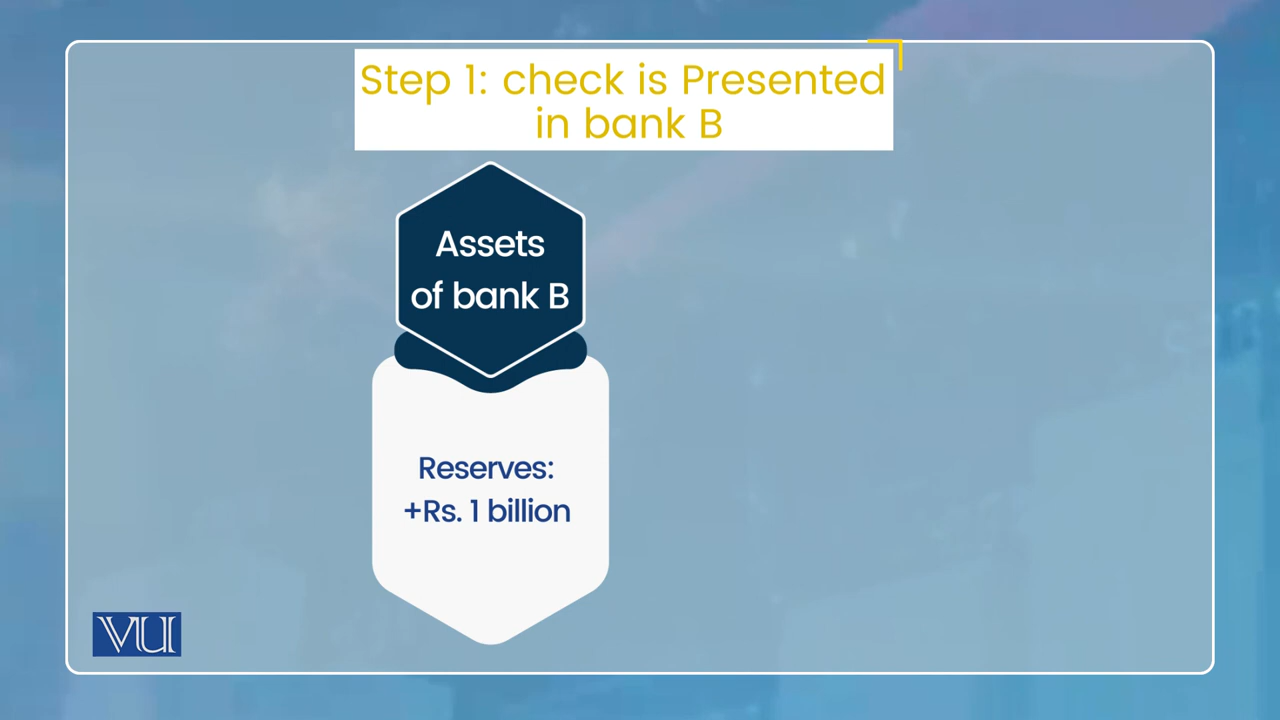 Step 1: check is Presented
in bank B
Assets
of bank B
Reserves:
+Rs. 1 billion
VU